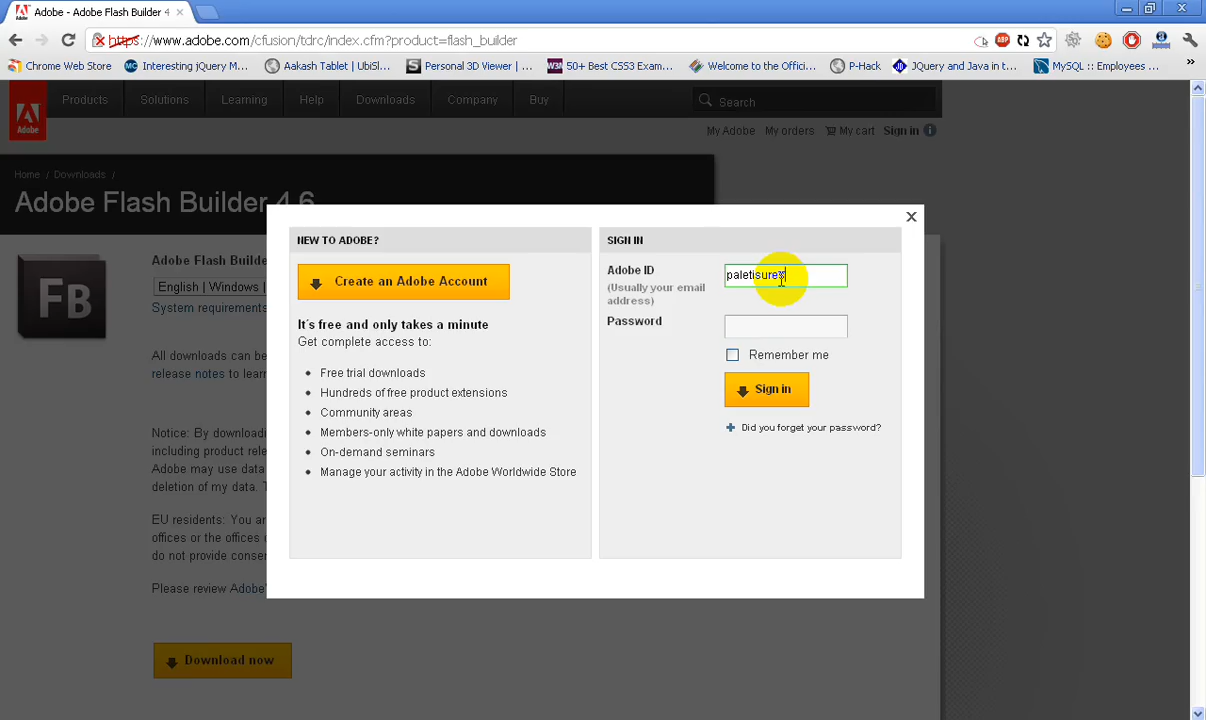 Adobe - Adobe Flash Builder 4
https://www.adobe.com/cfusion/tdrc/index.cfm?product=flash_builder
ABP
Chrome Web Store
Interesting jQuery M...
Aakash Tablet | UbiSl...
Personal 3D Viewer | ...
50+ Best CSS3 Exam...
Welcome to the Offici...
P-Hack
JQuery and Java in t...
MySQL :: Employees ...
Products Solutions Learning Help Downloads Company Buy
Search
Adobe
My Adobe My orders My cart Sign in
Home / Downloads /
Adobe Flash Builder 4.6
FB
Adobe Flash Builde
English | Windows |
System requirements
All downloads can be
release notes to learn
Notice: By downloadi
including product rele
Adobe may use data
deletion of my data. T
EU residents: You ar
offices or the offices o
do not provide conser
Please review Adobe'
Download now
NEW TO ADOBE?
Create an Adobe Account
It's free and only takes a minute
Get complete access to:
Free trial downloads
Hundreds of free product extensions
Community areas
Members-only white papers and downloads
On-demand seminars
Manage your activity in the Adobe Worldwide Store
X
SIGN IN
Adobe ID
(Usually your email
address)
Password
Remember me
Sign in
Did you forget your password?